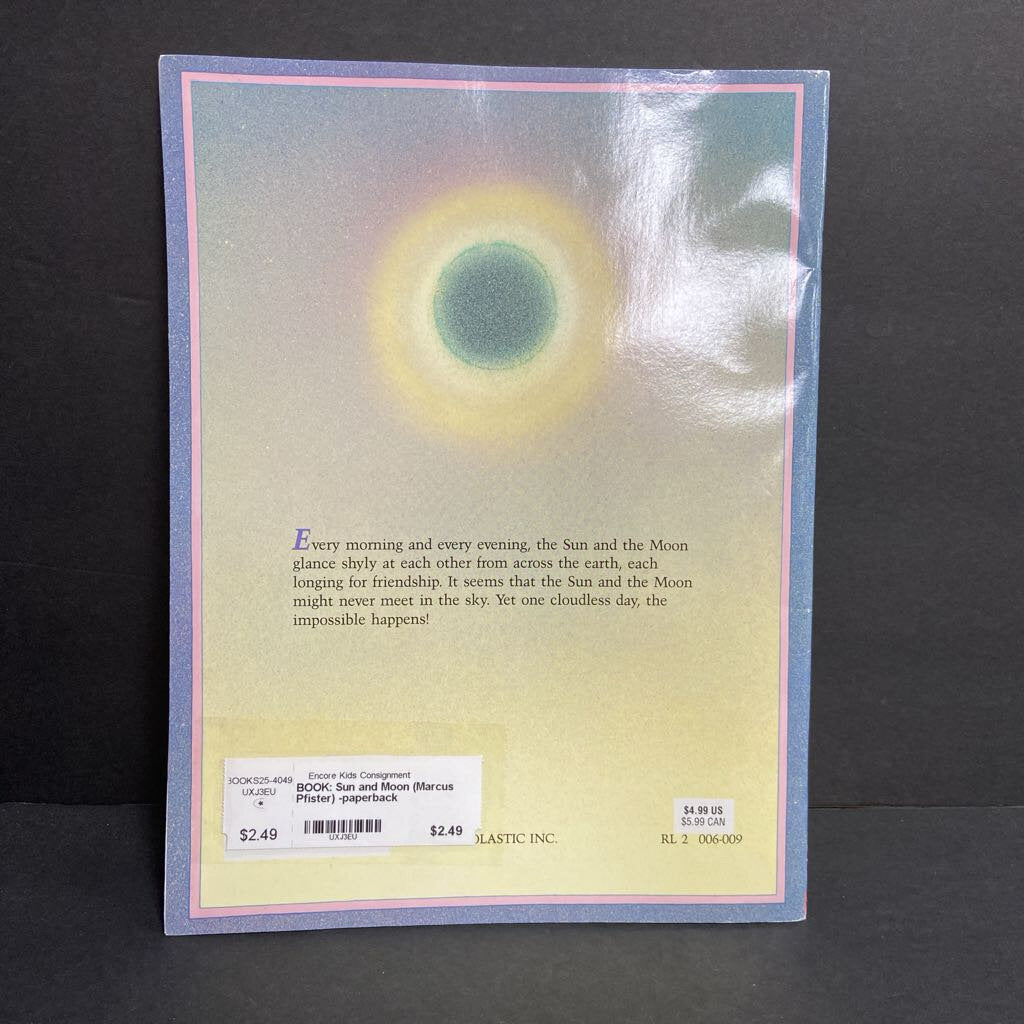 Every morning and every evening, the Sun and the Moon
glance shyly at each other from across the earth, each
longing for friendship. It seems that the Sun and the Moon
might never meet in the sky. Yet one cloudless day, the
impossible happens!
BOOKS25-4049
UXJ3EU
$2.49
Encore Kids Consignment
BOOK: Sun and Moon (Marcus
Pfister) -paperback
UXJ3EU
$2.49
OLASTIC INC.
$4.99 US
$5.99 CAN
RL 2 006-009